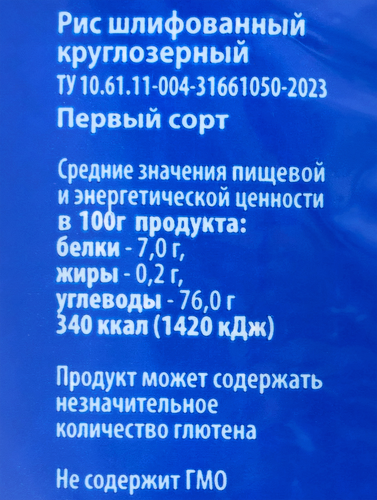 Рис шлифованный
круглозерный
ТУ 10.61.11-004-31661050-2023
Первый сорт
Средние значения пищевой
и энергетической ценности
в 100г продукта:
белки - 7,0 г,
жиры - 0,2 г,
углеводы - 76,0 г
340 ккал (1420 кДж)
Продукт может содержать
незначительное
количество глютена
Не содержит ГМО